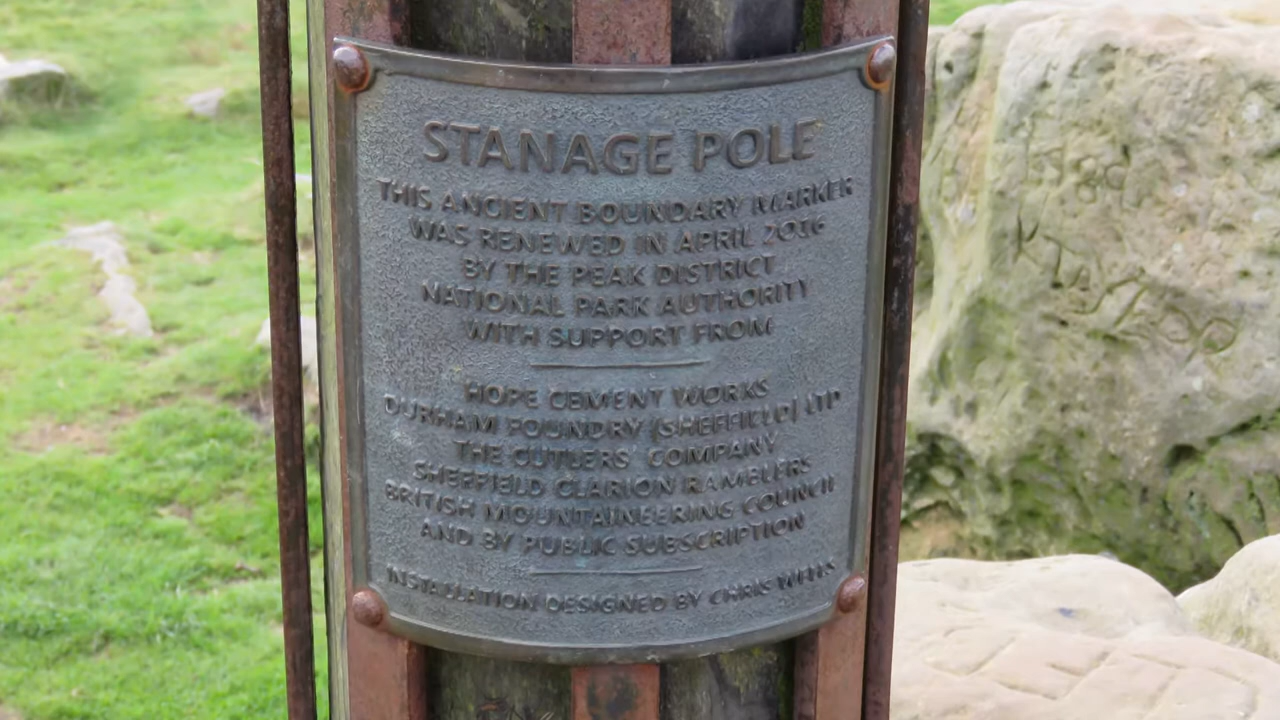 STANAGE POLE
THIS ANCIENT BOUNDARY MARKER
WAS RENEWED IN APRIL 2016
BY THE PEAK DISTRICT
NATIONAL PARK AUTHORITY
WITH SUPPORT FROM
HOPE CEMENT WORKS
DURHAM FOUNDRY (SHEFFIELD) LTD
THE CUTLERS' COMPANY
SHEFFIELD CLARION RAMBLERS
BRITISH MOUNTAINEERING COUNCIL
AND BY PUBLIC SUBSCRIPTION
INSTALLATION DESIGNED BY CHRIS